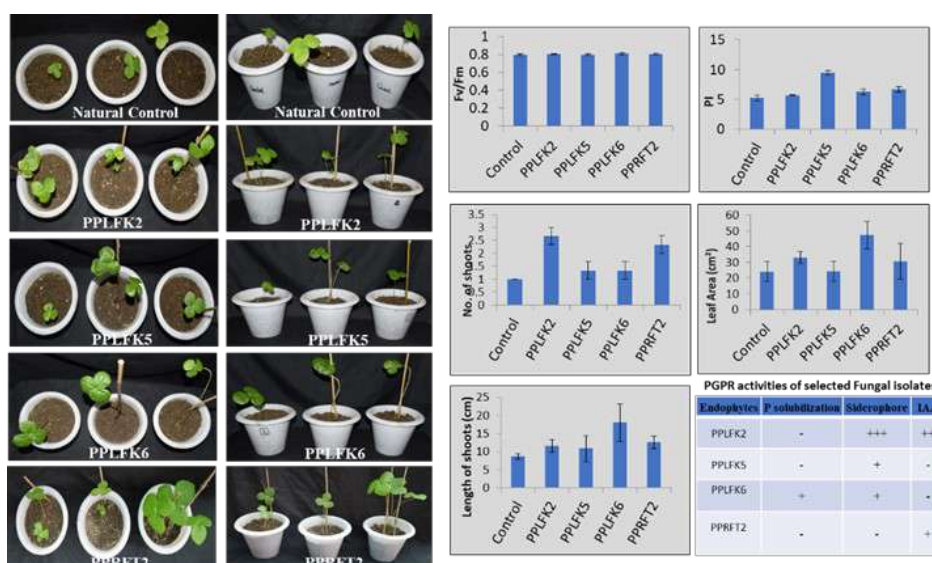 Natural Control
Natural Control
PPLFK2
PPLFK2
PPLFK5
PPLFK5
PPLFK6
PPLFK6
PPRFT2
PPRFT2
Fv/Fm
1
0.8
0.6
0.4
0.2
0
Control
PPLFK2
PPLFK5
PPLFK6
PPRFT2
PI
15
10
5
0
Control
PPLFK2
PPLFK5
PPLFK6
PPRFT2
No. of shoots
3.5
3
2.5
2
1.5
1
0.5
0
Control
PPLFK2
PPLFK5
PPLFK6
PPRFT2
Leaf Area (cm²)
60
50
40
30
20
10
0
Control
PPLFK2
PPLFK5
PPLFK6
PPRFT2
Length of shoots (cm)
25
20
15
10
5
0
Control
PPLFK2
PPLFK5
PPLFK6
PPRFT2
PGPR activities of selected Fungal isolates
Endophytes P solubilization Siderophore IA
PPLFK2 - +++ ++
PPLFK5 - + -
PPLFK6 + + -
PPRFT2 - - +